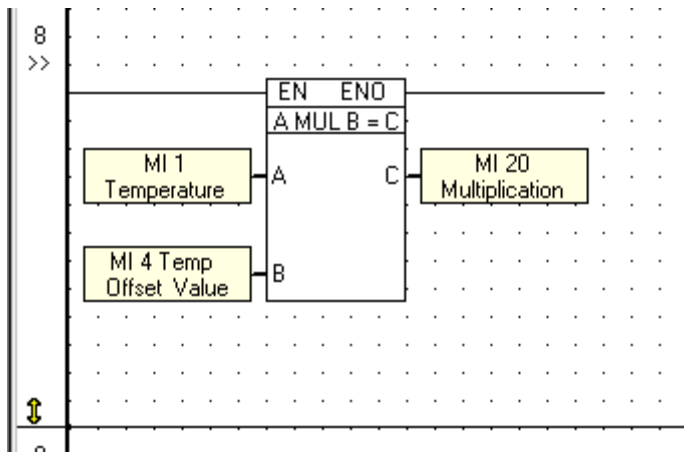 8
>>
EN ENO
A MUL B = C
MI 1
Temperature
A
C
MI 20
Multiplication
MI 4 Temp
Offset Value
B